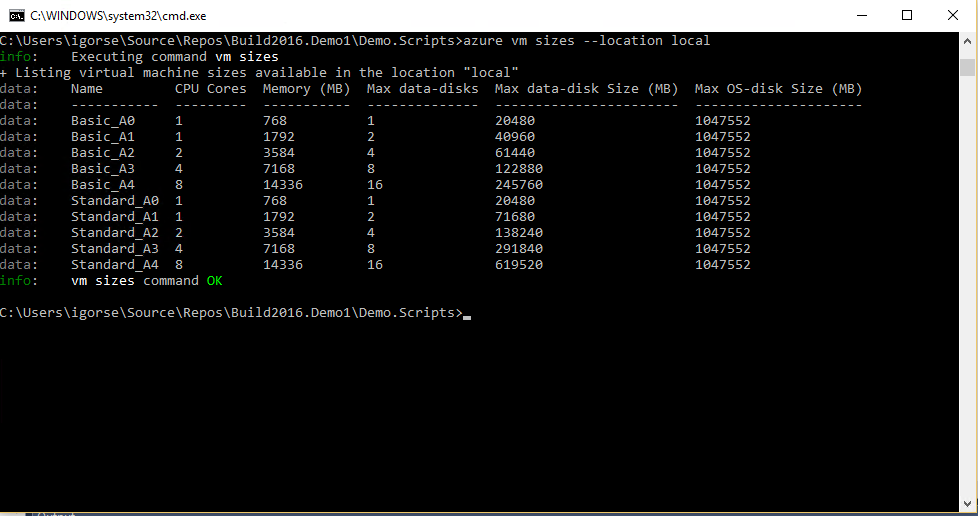 C:\WINDOWS\system32\cmd.exe
C:\Users\igorse\Source\Repos\Build2016.Demo1\Demo.Scripts>azure vm sizes --location local
info:    Executing command vm sizes
+ Listing virtual machine sizes available in the location "local"
data:    Name         CPU Cores  Memory (MB)  Max data-disks  Max data-disk Size (MB)  Max OS-disk Size (MB)
data:    -----------  ---------  -----------  --------------  -----------------------  ---------------------
data:    Basic_A0     1          768          1               20480                    1047552
data:    Basic_A1     1          1792         2               40960                    1047552
data:    Basic_A2     2          3584         4               61440                    1047552
data:    Basic_A3     4          7168         8               122880                   1047552
data:    Basic_A4     8          14336        16              245760                   1047552
data:    Standard_A0  1          768          1               20480                    1047552
data:    Standard_A1  1          1792         2               71680                    1047552
data:    Standard_A2  2          3584         4               138240                   1047552
data:    Standard_A3  4          7168         8               291840                   1047552
data:    Standard_A4  8          14336        16              619520                   1047552
info:    vm sizes command OK
C:\Users\igorse\Source\Repos\Build2016.Demo1\Demo.Scripts>